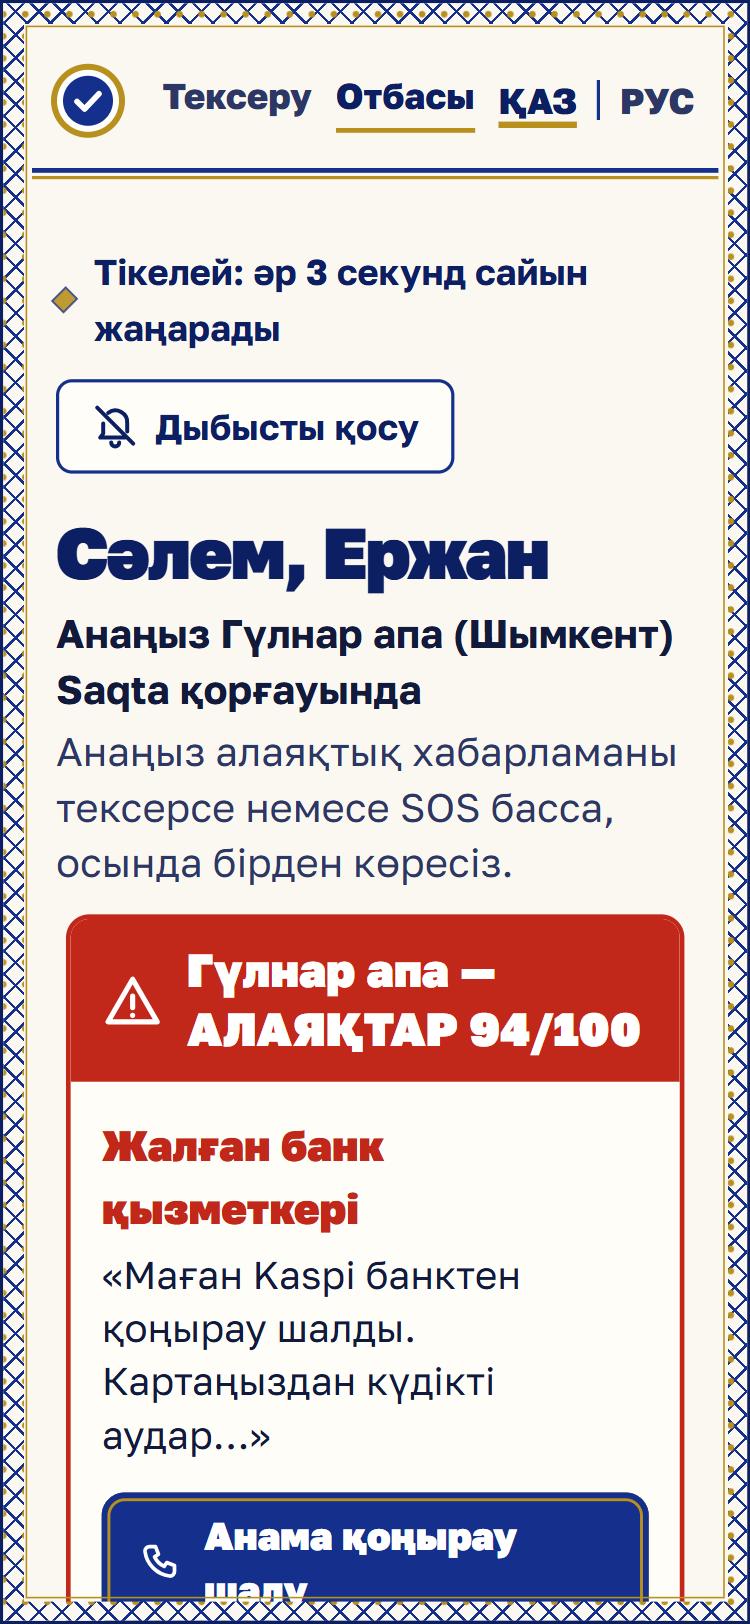 Тексеру Отбасы ҚАЗ | РУС
Тікелей: әр 3 секунд сайын
жаңарады
Дыбысты қосу
Сәлем, Ержан
Анаңыз Гүлнар апа (Шымкент)
Saqta қорғауында
Анаңыз алаяқтық хабарламаны
тексерсе немесе SOS басса,
осында бірден көресіз.
Гүлнар апа —
АЛАЯҚТАР 94/100
Жалған банк
қызметкері
«Маған Kaspi банктен
қоңырау шалды.
Картаңыздан күдікті
аудар...»
Анама қоңырау
шалу